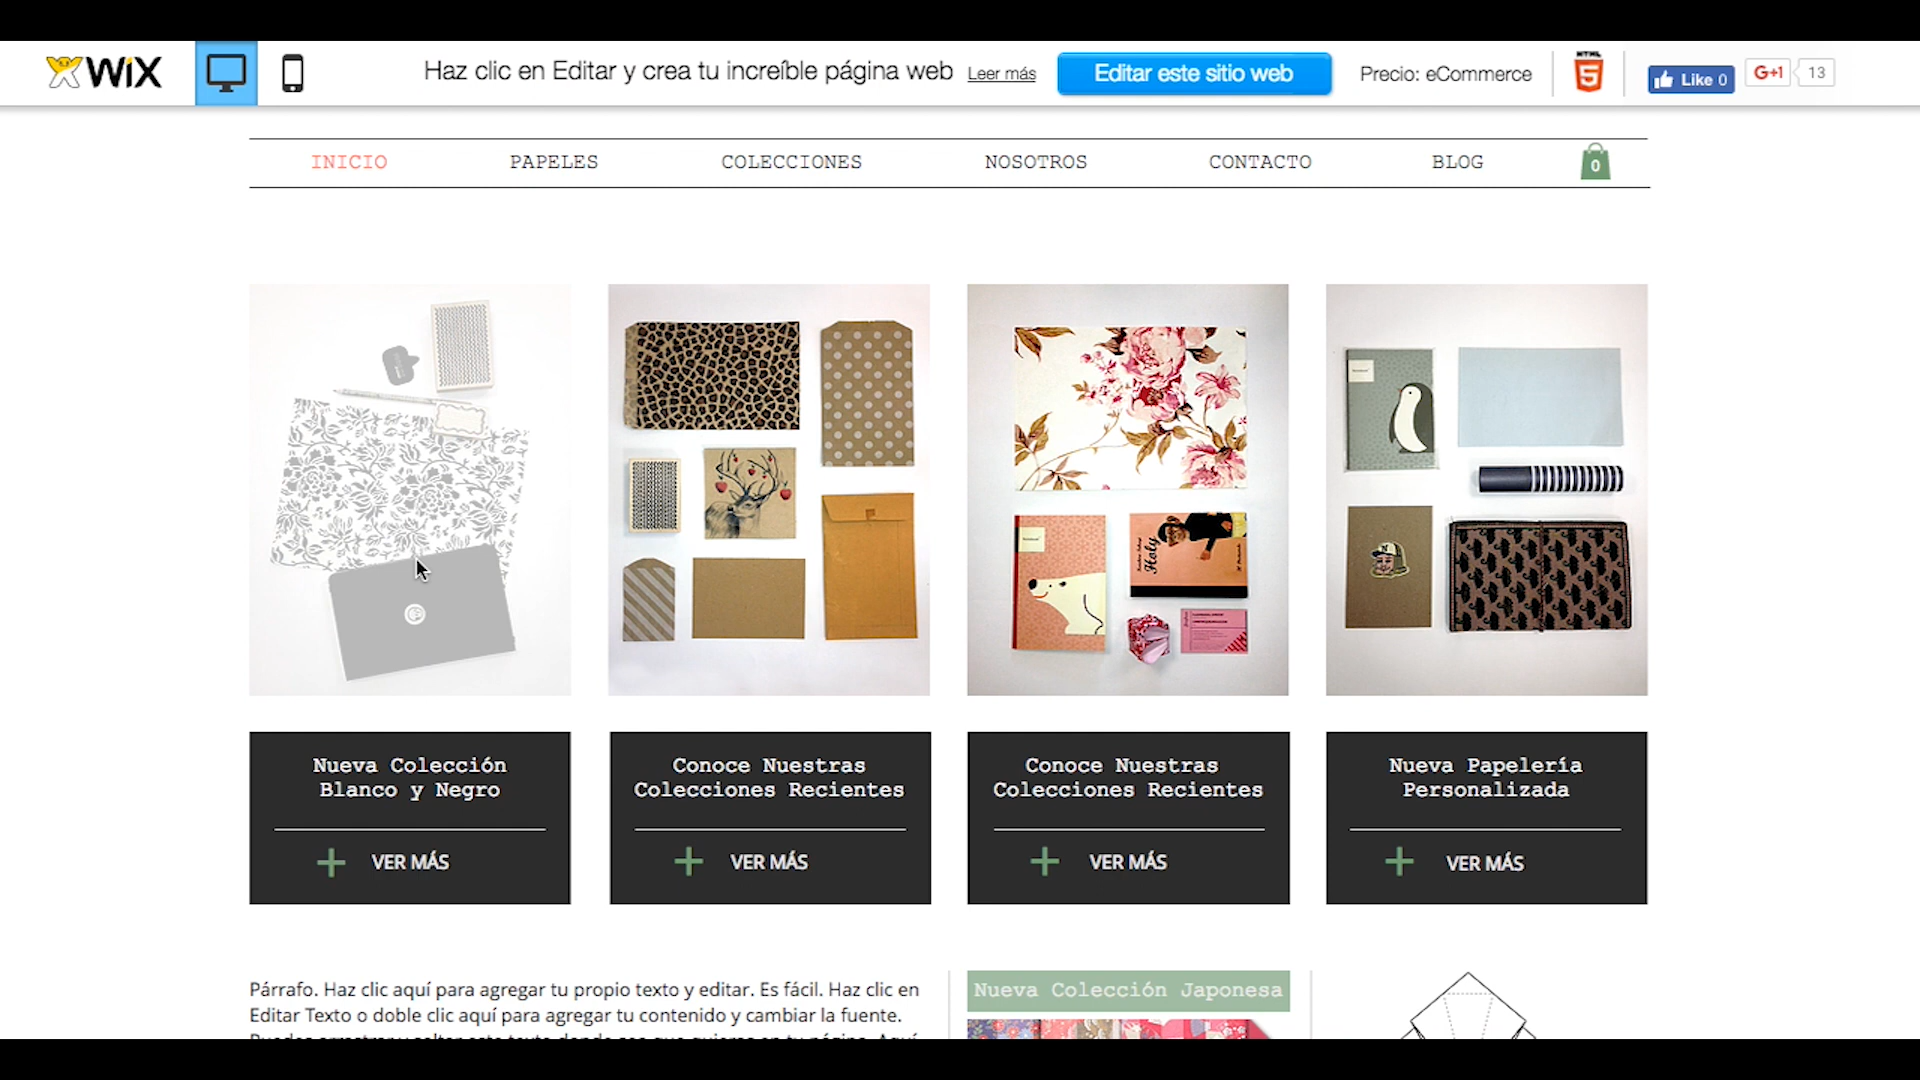 WiX
Haz clic en Editar y crea tu increíble página web
Leer más
Editar este sitio web
Precio: eCommerce
HTML
5
Like 0
G+1
13
INICIO
PAPELES
COLECCIONES
NOSOTROS
CONTACTO
BLOG
0
Holy
Nueva Colección
Blanco y Negro
VER MÁS
Conoce Nuestras
Colecciones Recientes
VER MÁS
Conoce Nuestras
Colecciones Recientes
VER MÁS
Nueva Papelería
Personalizada
VER MÁS
Párrafo. Haz clic aquí para agregar tu propio texto y editar. Es fácil. Haz clic en
Editar Texto o doble clic aquí para agregar tu contenido y cambiar la fuente.
Nueva Colección Japonesa